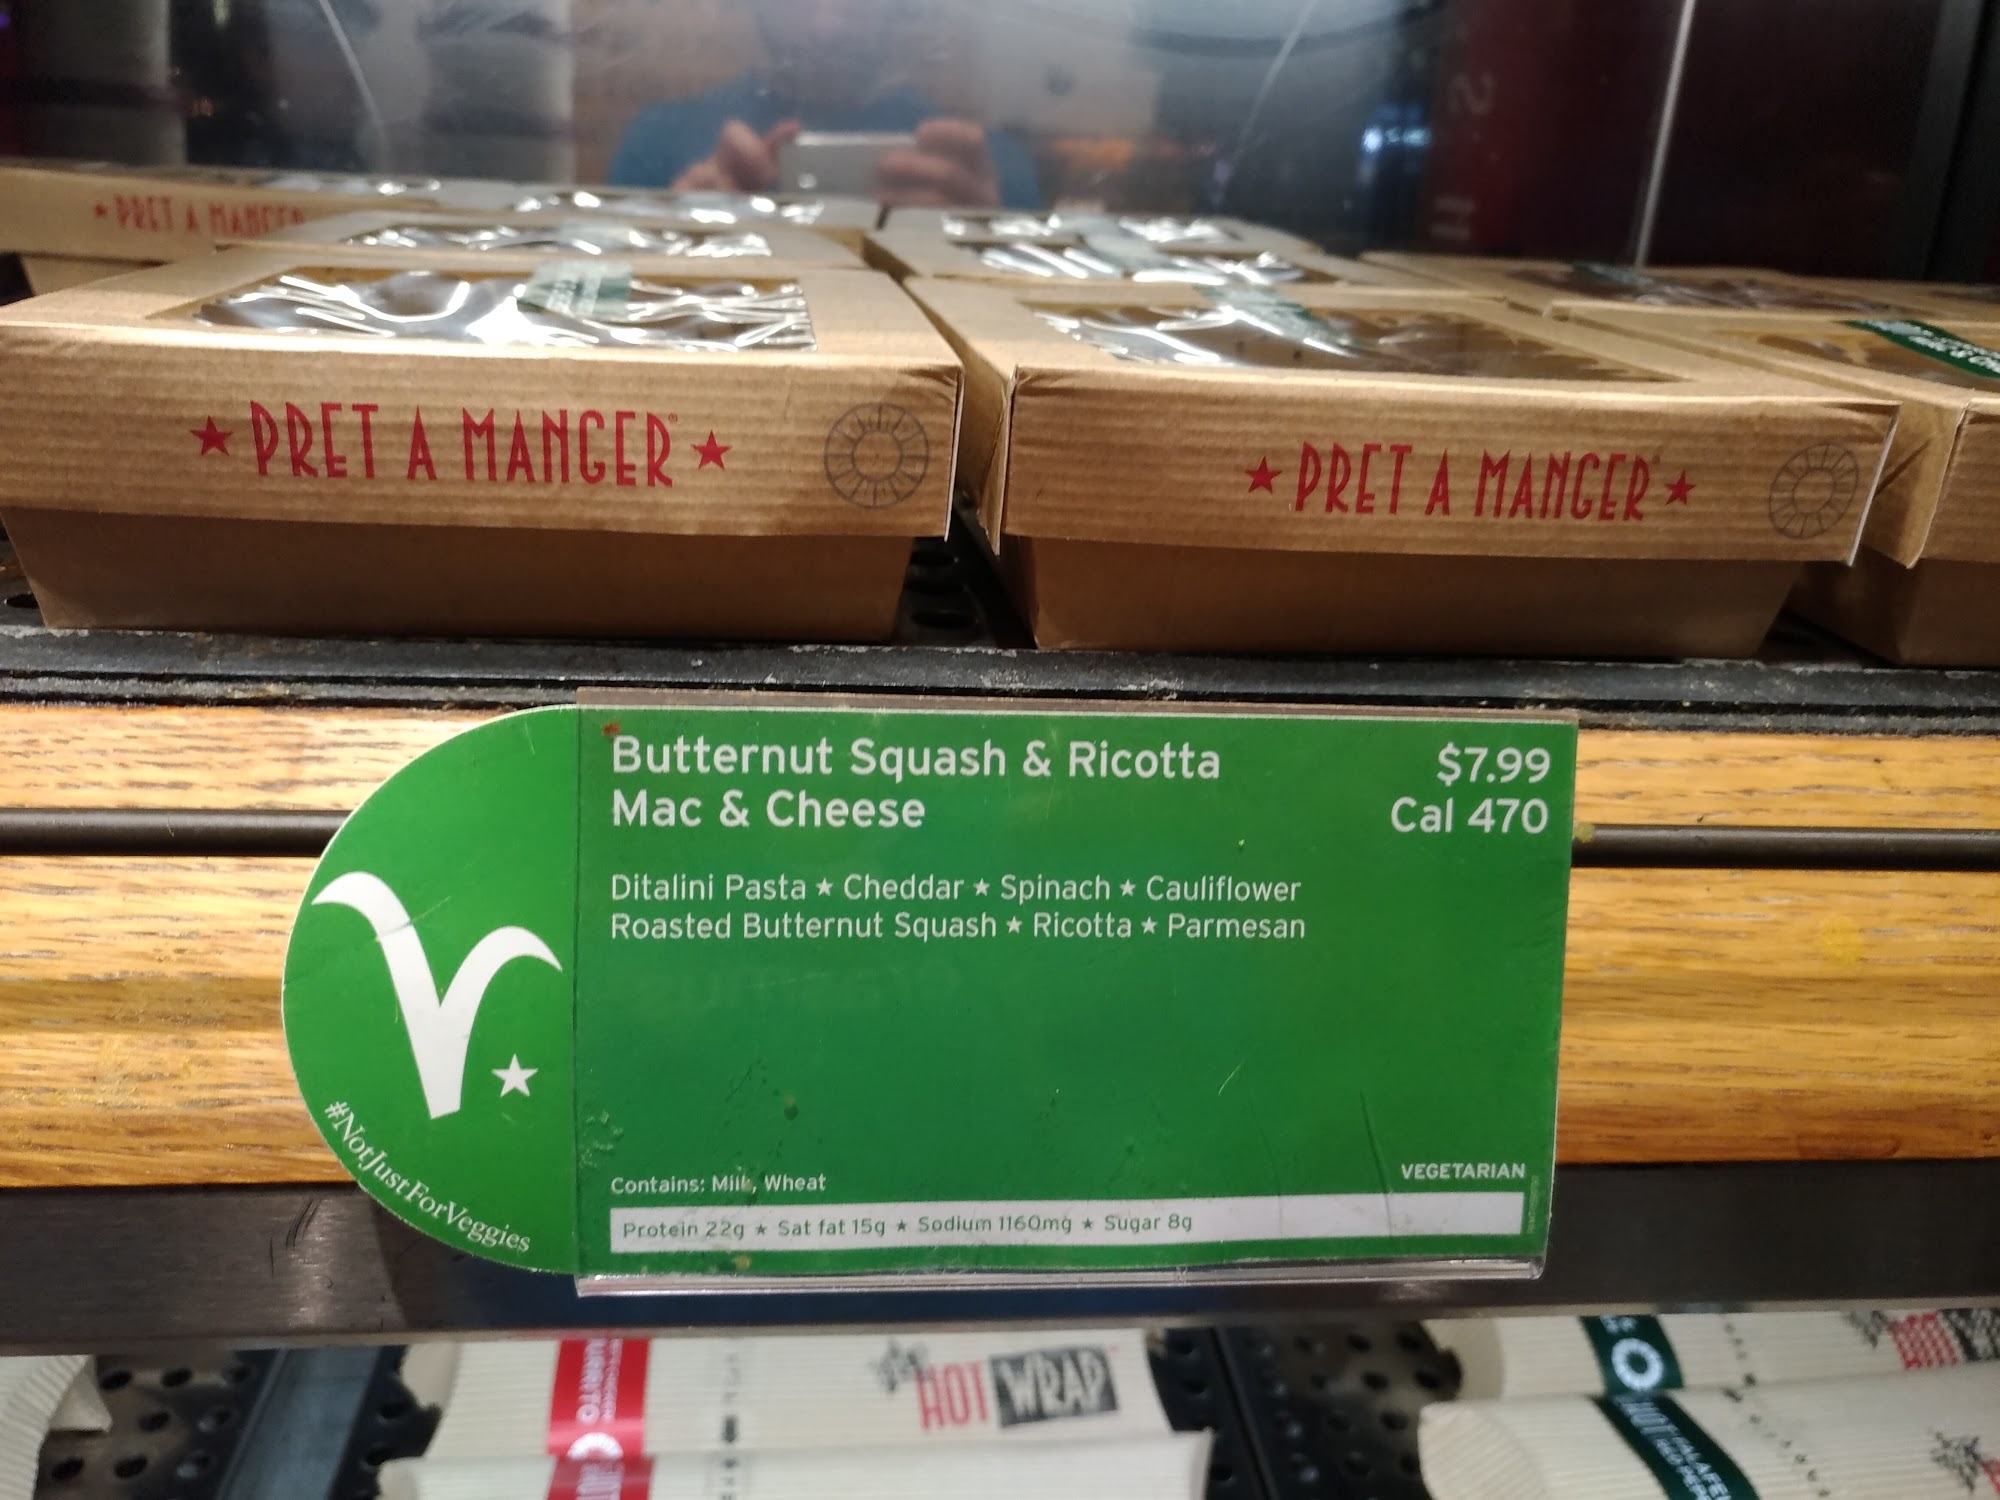 ★ PRET A MANGER
★ PRET A MANGER® ★
★ PRET A MANGER® ★
Butternut Squash & Ricotta
Mac & Cheese
$7.99
Cal 470
Ditalini Pasta ★ Cheddar ★ Spinach ★ Cauliflower
Roasted Butternut Squash ★ Ricotta ★ Parmesan
#NotJustForVeggies
Contains: Milk, Wheat
VEGETARIAN
Protein 22g ★ Sat fat 15g ★ Sodium 1160mg ★ Sugar 8g
HOT WRAP